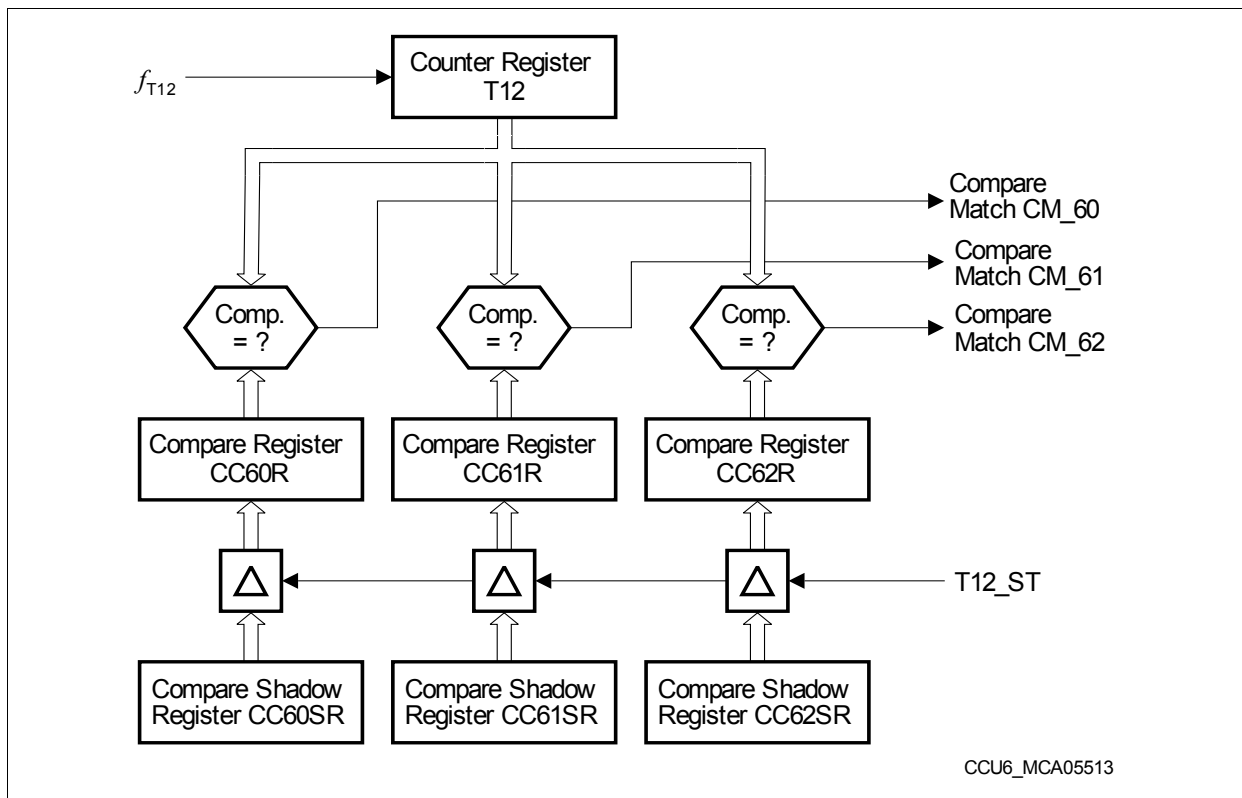 Counter Register
T12
fT12
Compare
Match CM_60
Compare
Match CM_61
Compare
Match CM_62
Comp.
= ?
Comp.
= ?
Comp.
= ?
Compare Register
CC60R
Compare Register
CC61R
Compare Register
CC62R
T12_ST
Compare Shadow
Register CC60SR
Compare Shadow
Register CC61SR
Compare Shadow
Register CC62SR
CCU6_MCA05513